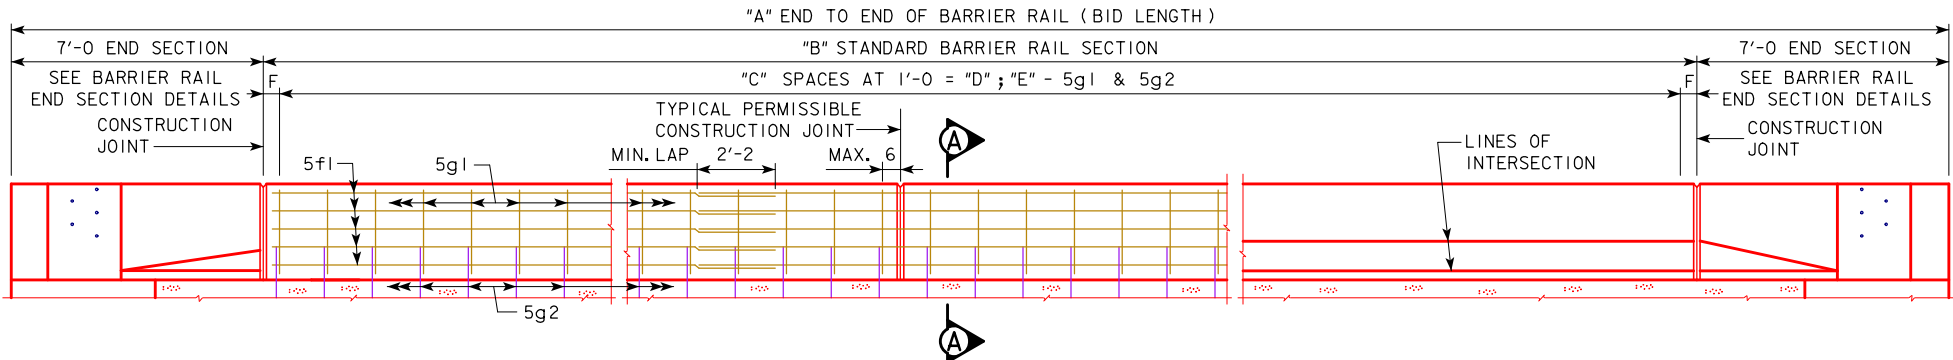 "A" END TO END OF BARRIER RAIL (BID LENGTH)
7'-0 END SECTION
"B" STANDARD BARRIER RAIL SECTION
7'-0 END SECTION
SEE BARRIER RAIL
END SECTION DETAILS
F
"C" SPACES AT 1'-0 = "D"; "E" - 5g1 & 5g2
F
SEE BARRIER RAIL
END SECTION DETAILS
CONSTRUCTION
JOINT
TYPICAL PERMISSIBLE
CONSTRUCTION JOINT
A
LINES OF
INTERSECTION
CONSTRUCTION
JOINT
5f1
5g1
MIN. LAP 2'-2
MAX. 6
5g2
A